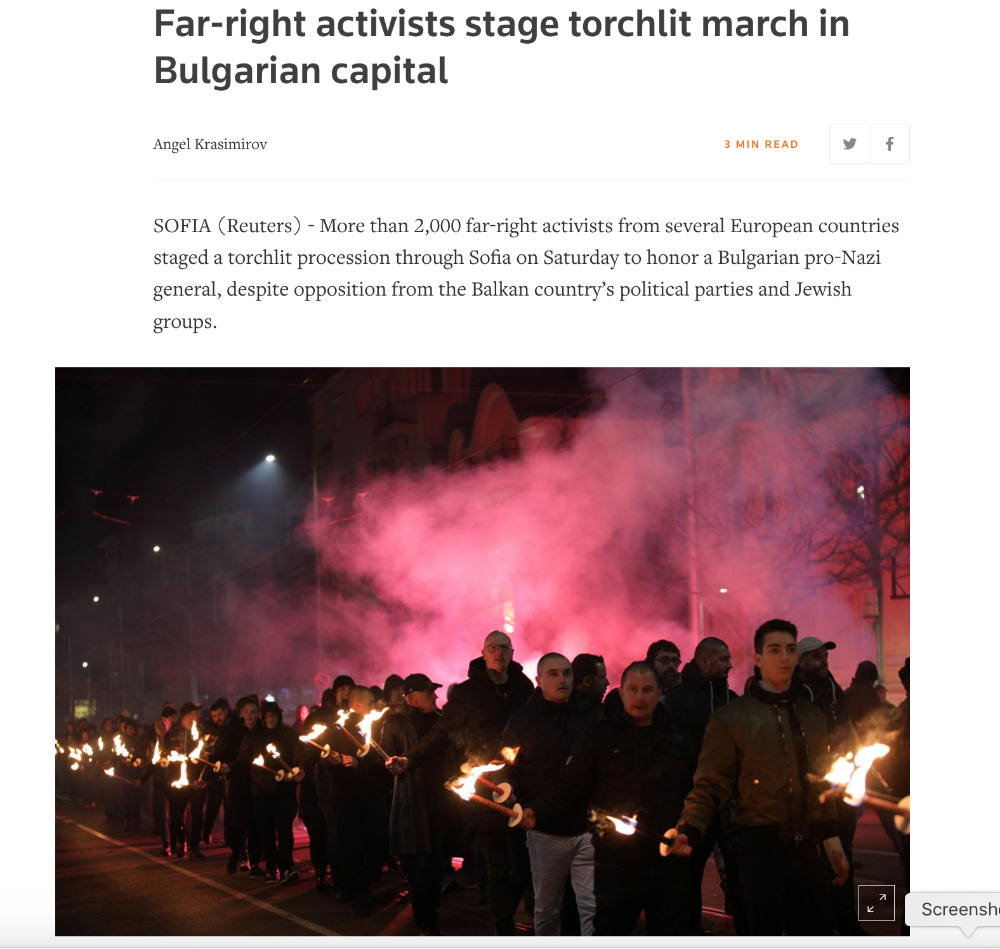 Far-right activists stage torchlit march in
Bulgarian capital
Angel Krasimirov
3 MIN READ
SOFIA (Reuters) - More than 2,000 far-right activists from several European countries
staged a torchlit procession through Sofia on Saturday to honor a Bulgarian pro-Nazi
general, despite opposition from the Balkan country’s political parties and Jewish
groups.